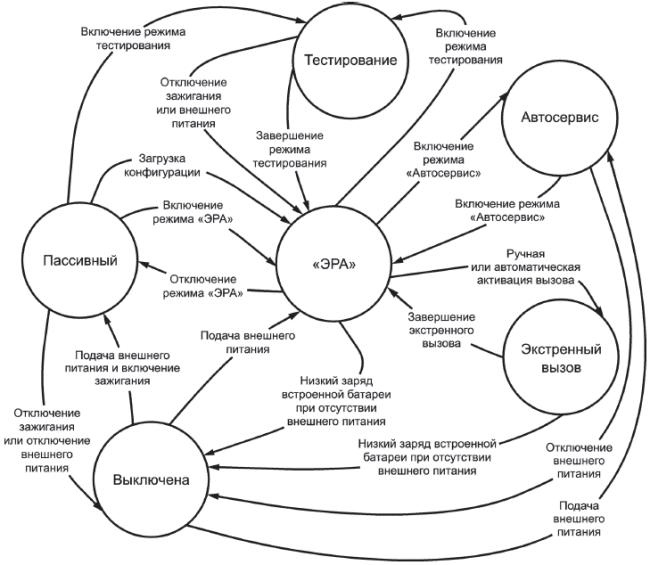 Включение режима
тестирования
Тестирование
Включение
режима
тестирования
Отключение
зажигания
или внешнего
питания
Завершение
режима
тестирования
Автосервис
Включение
режима
«Автосервис»
Загрузка
конфигурации
Включение
режима «ЭРА»
Включение режима
«Автосервис»
Пассивный
«ЭРА»
Ручная
или автоматическая
активация вызова
Отключение
режима «ЭРА»
Завершение
экстренного
вызова
Подача внешнего
питания
Подача внешнего
питания и включение
зажигания
Экстренный
вызов
Низкий заряд
встроенной батареи
при отсутствии
внешнего питания
Отключение
зажигания
или отключение
внешнего
питания
Низкий заряд встроенной
батареи при отсутствии
внешнего питания
Отключение
внешнего
питания
Выключена
Подача
внешнего
питания